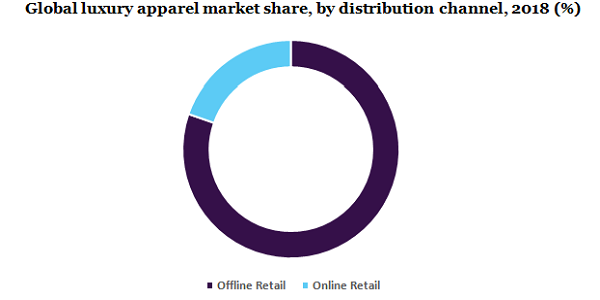 Global luxury apparel market share, by distribution channel, 2018 (%)
Offline Retail Online Retail